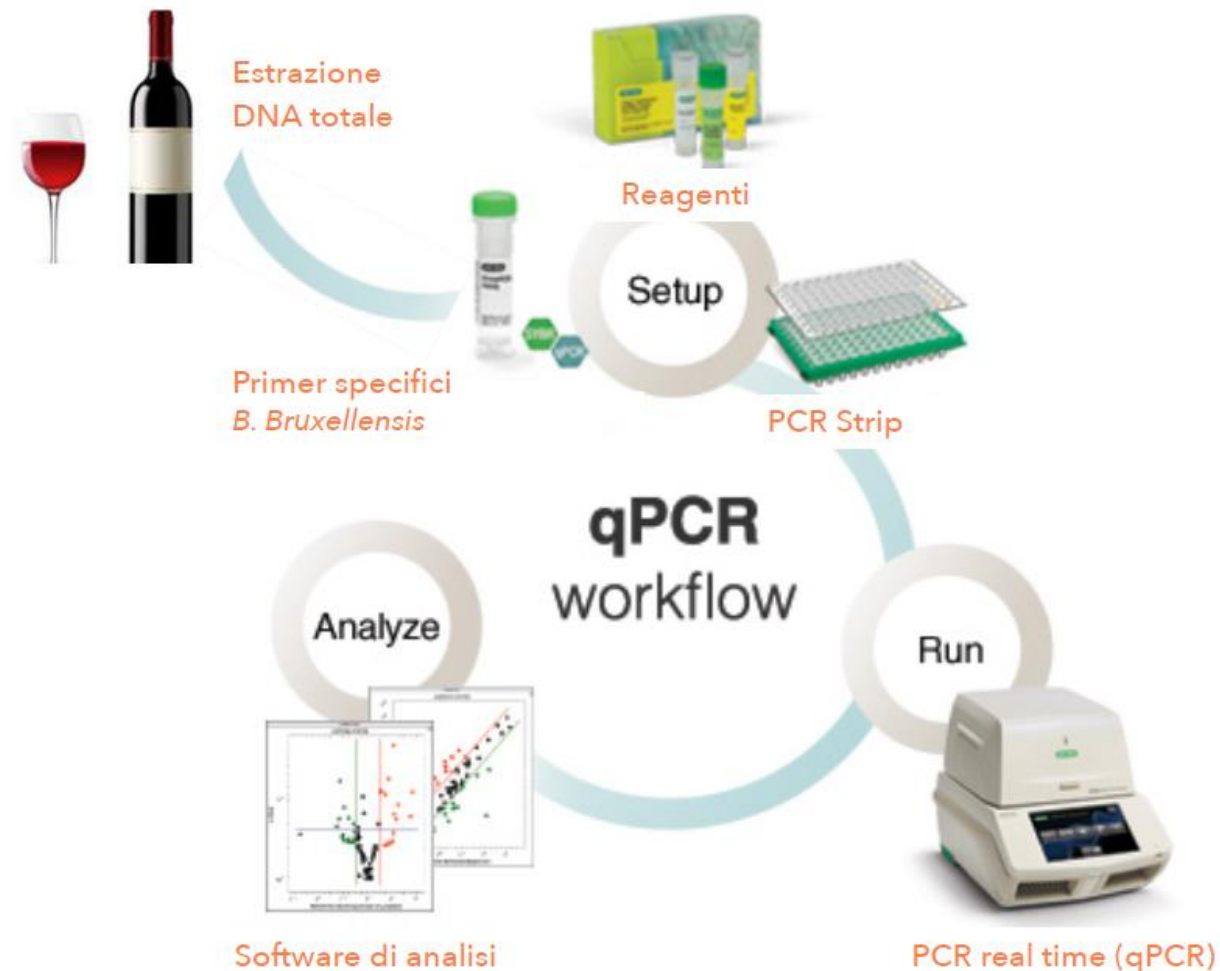 Estrazione
DNA totale
Reagenti
Setup
qPCR
Primer specifici
B. Bruxellensis
PCR Strip
qPCR
workflow
Analyze
Run
Software di analisi
PCR real time (qPCR)